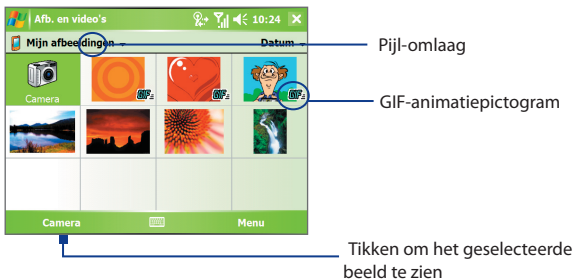 Afb. en video's 10:24
Mijn afbeeldingen Datum
Pijl-omlaag
Camera
GIF
GIF
GIF
GIF-animatiepictogram
Camera Menu
Tikken om het geselecteerde
beeld te zien